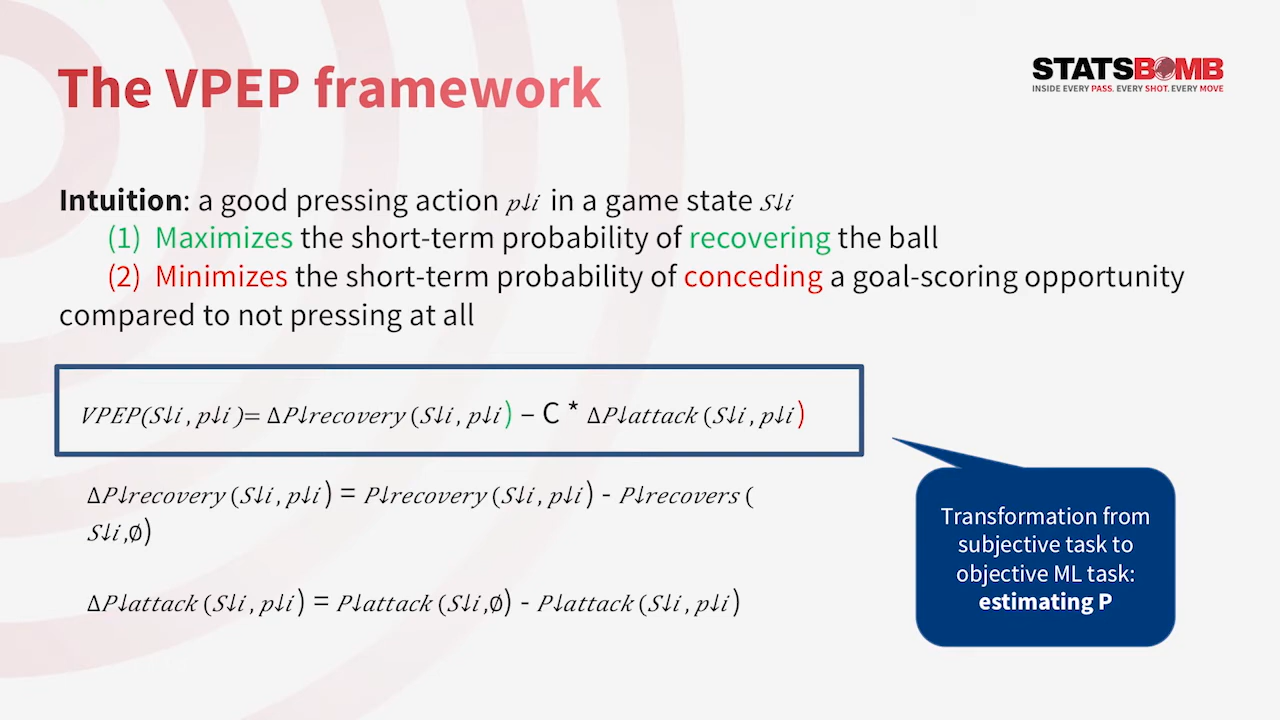 The VPEP framework
STATSBOMB
INSIDE EVERY PASS. EVERY SHOT. EVERY MOVE
Intuition: a good pressing action p↓i in a game state S↓i
(1) Maximizes the short-term probability of recovering the ball
(2) Minimizes the short-term probability of conceding a goal-scoring opportunity
compared to not pressing at all
VPEP(S↓i , p↓i )= ΔP↓recovery (S↓i , p↓i ) – C * ΔP↓attack (S↓i , p↓i )
ΔP↓recovery (S↓i , p↓i ) = P↓recovery (S↓i , p↓i ) - P↓recovers (
S↓i ,ø)
ΔP↓attack (S↓i , p↓i ) = P↓attack (S↓i ,ø) - P↓attack (S↓i , p↓i )
Transformation from
subjective task to
objective ML task:
estimating P